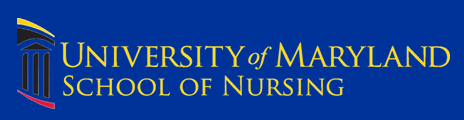 UNIVERSITY of MARYLAND
SCHOOL OF NURSING